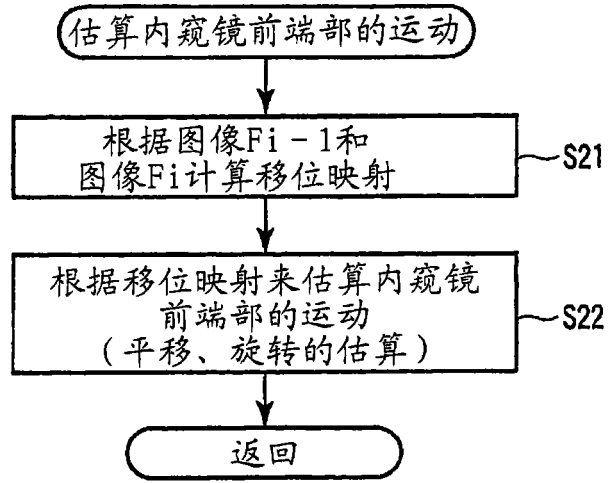 估算内窥镜前端部的运动
根据图像Fi-1和
图像Fi计算移位映射
S21
根据移位映射来估算内窥镜
前端部的运动
(平移、旋转的估算)
S22
返回